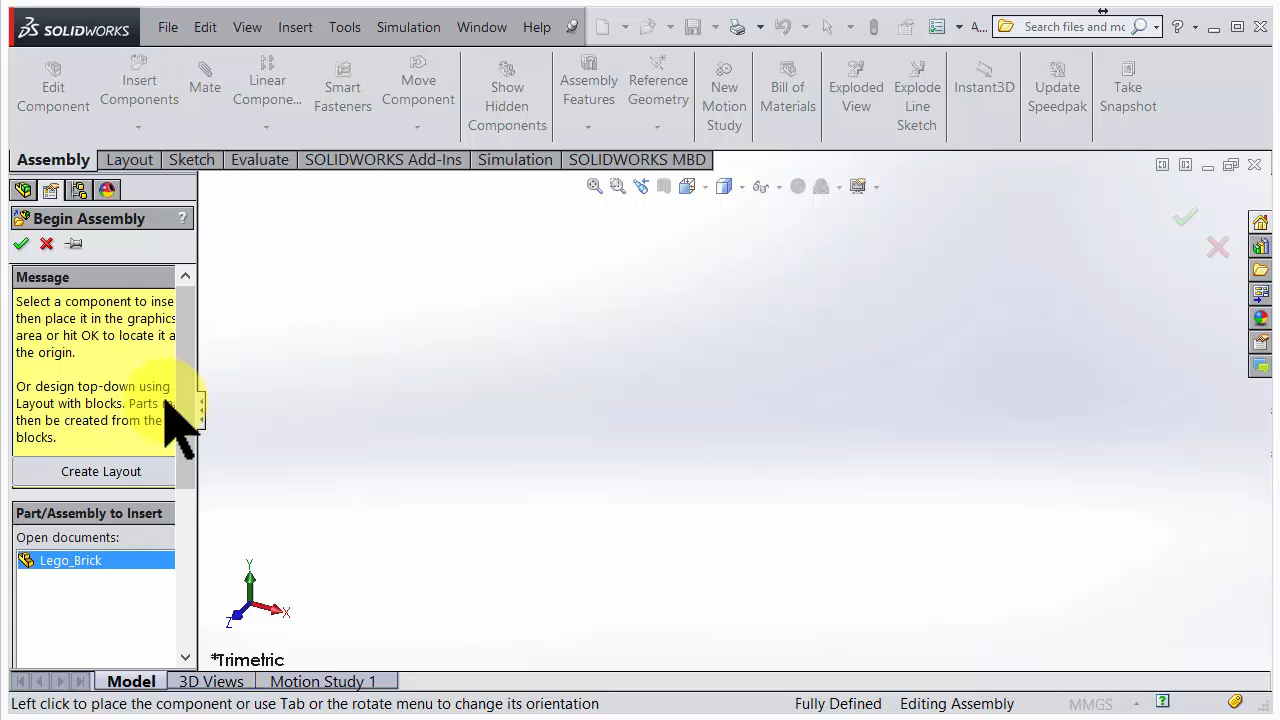 SOLIDWORKS File Edit View Insert Tools Simulation Window Help A... Search files and mo ?
Edit Component
Insert Components
Mate
Linear Compone...
Smart Fasteners
Move Component
Show Hidden Components
Assembly Features
Reference Geometry
New Motion Study
Bill of Materials
Exploded View
Explode Line Sketch
Instant3D
Update Speedpak
Take Snapshot
Assembly Layout Sketch Evaluate SOLIDWORKS Add-Ins Simulation SOLIDWORKS MBD
Begin Assembly ?
Message
Select a component to inse
then place it in the graphics
area or hit OK to locate it a
the origin.
Or design top-down using
Layout with blocks. Parts
then be created from the
blocks.
Create Layout
Part/Assembly to Insert
Open documents:
Lego_Brick
Y
X
Z
*Trimetric
Model 3D Views Motion Study 1
Left click to place the component or use Tab or the rotate menu to change its orientation Fully Defined Editing Assembly MMGS ?